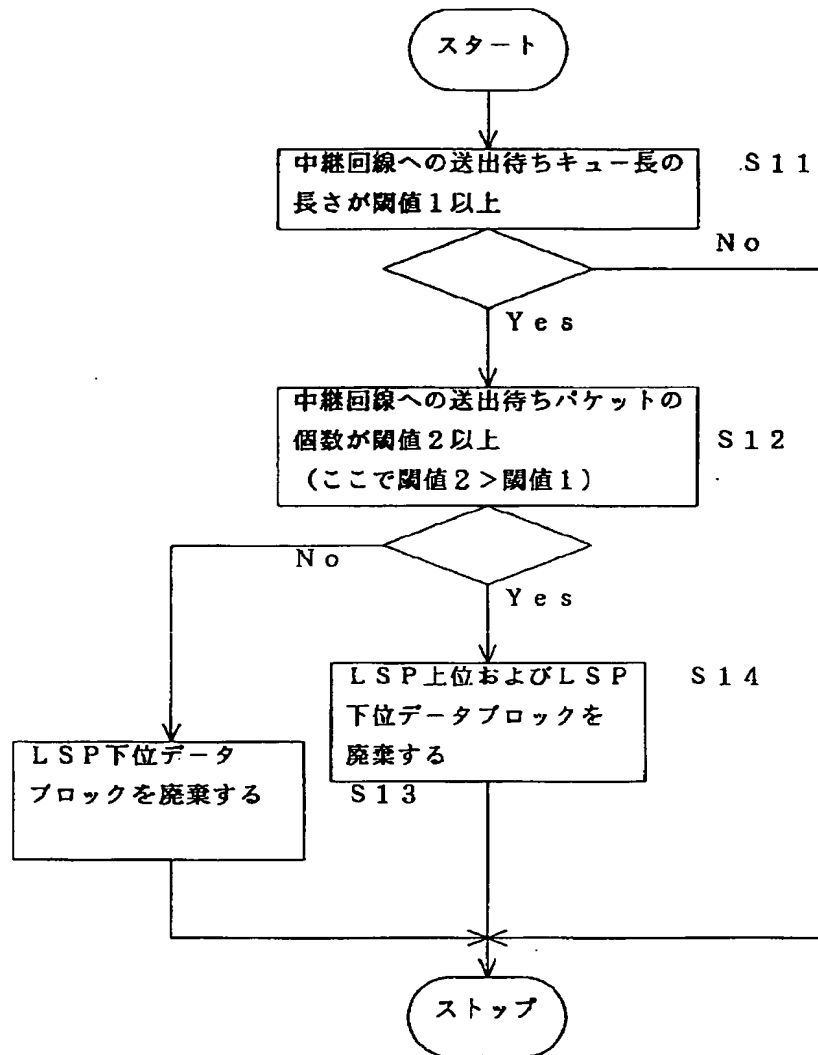 スタート
中継回線への送出待ちキュー長の
長さが閾値1以上
S11
No
Yes
中継回線への送出待ちパケットの
個数が閾値2以上
(ここで閾値2>閾値1)
S12
No
Yes
LSP上位およびLSP
下位データブロックを
廃棄する
S14
LSP下位データ
ブロックを廃棄する
S13
ストップ